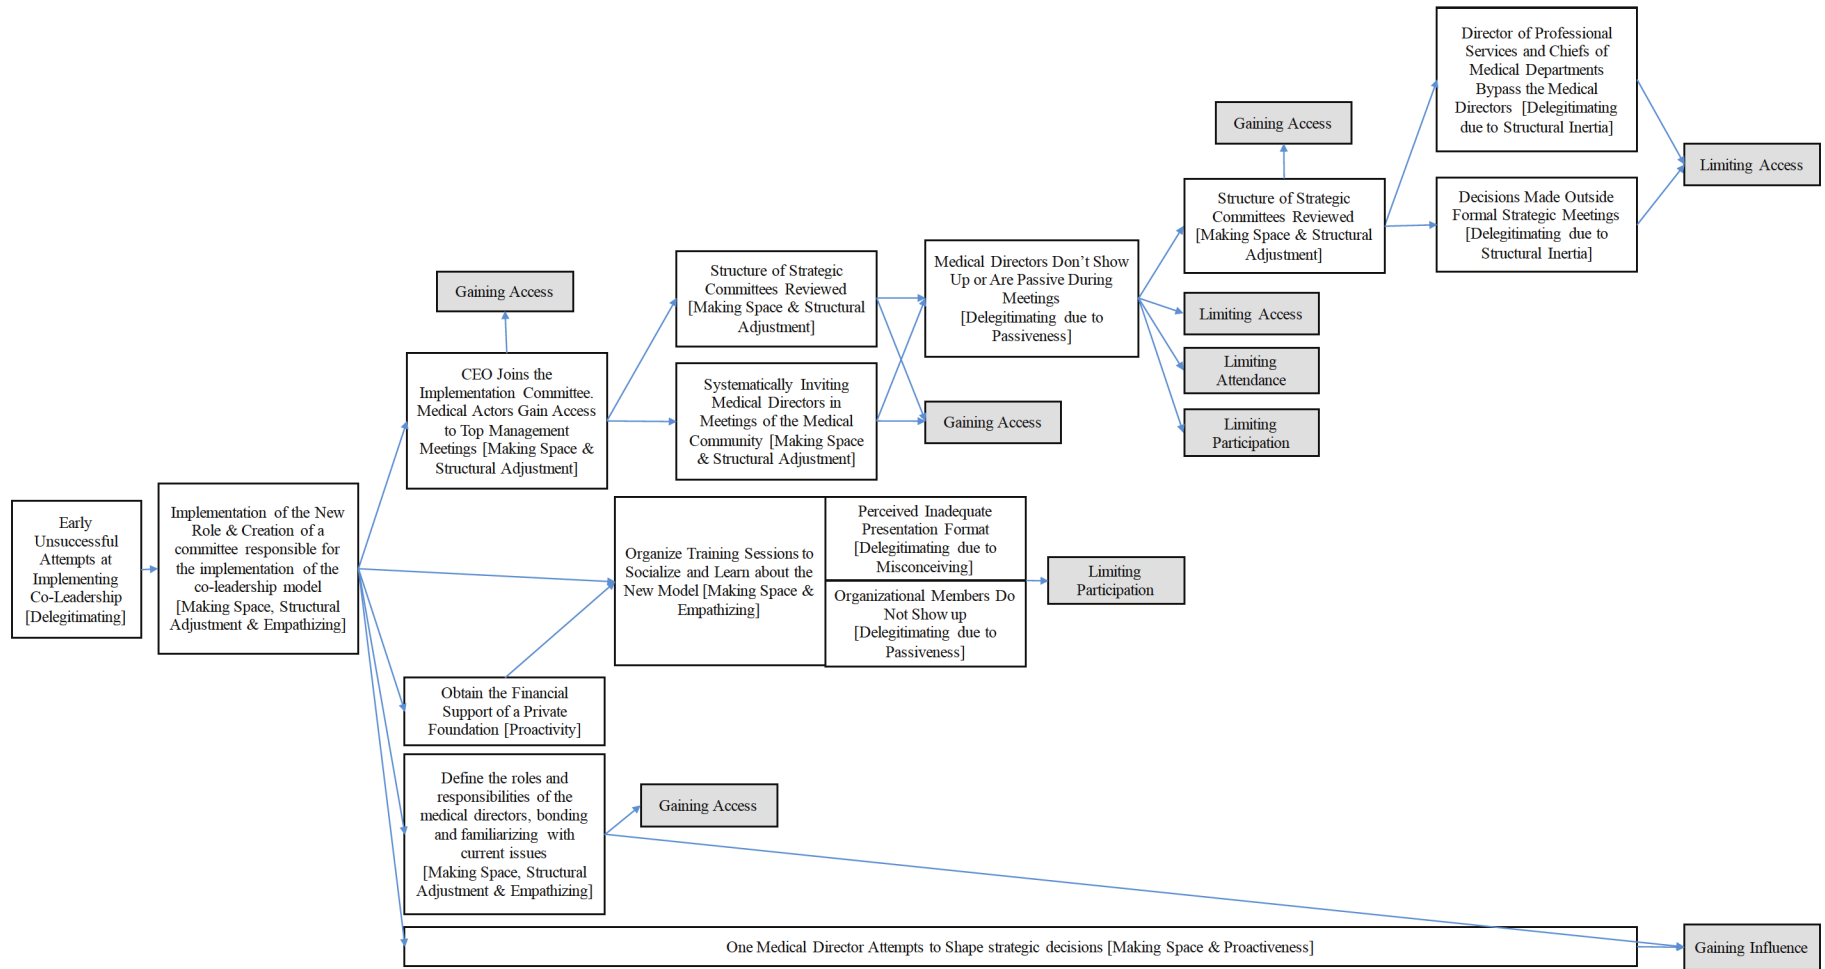 Early
Unsuccessful
Attempts at
Implementing
Co-Leadership
[Delegitimating]
Implementation of the New
Role & Creation of a
committee responsible for
the implementation of the
co-leadership model
[Making Space, Structural
Adjustment & Empathizing]
Gaining Access
CEO Joins the
Implementation Committee.
Medical Actors Gain Access
to Top Management
Meetings [Making Space &
Structural Adjustment]
Structure of Strategic
Committees Reviewed
[Making Space & Structural
Adjustment]
Systematically Inviting
Medical Directors in
Meetings of the Medical
Community [Making Space
& Structural Adjustment]
Medical Directors Don’t Show
Up or Are Passive During
Meetings
[Delegitimating due to
Passiveness]
Gaining Access
Gaining Access
Structure of Strategic
Committees Reviewed
[Making Space & Structural
Adjustment]
Limiting Access
Limiting
Attendance
Limiting
Participation
Director of Professional
Services and Chiefs of
Medical Departments
Bypass the Medical
Directors [Delegitimating
due to Structural Inertia]
Decisions Made Outside
Formal Strategic Meetings
[Delegitimating due to
Structural Inertia]
Limiting Access
Organize Training Sessions to
Socialize and Learn about the
New Model [Making Space &
Empathizing]
Perceived Inadequate
Presentation Format
[Delegitimating due to
Misconceiving]
Organizational Members Do
Not Show up
[Delegitimating due to
Passiveness]
Limiting
Participation
Obtain the Financial
Support of a Private
Foundation [Proactivity]
Define the roles and
responsibilities of the
medical directors, bonding
and familiarizing with
current issues
[Making Space, Structural
Adjustment & Empathizing]
Gaining Access
One Medical Director Attempts to Shape strategic decisions [Making Space & Proactiveness]
Gaining Influence